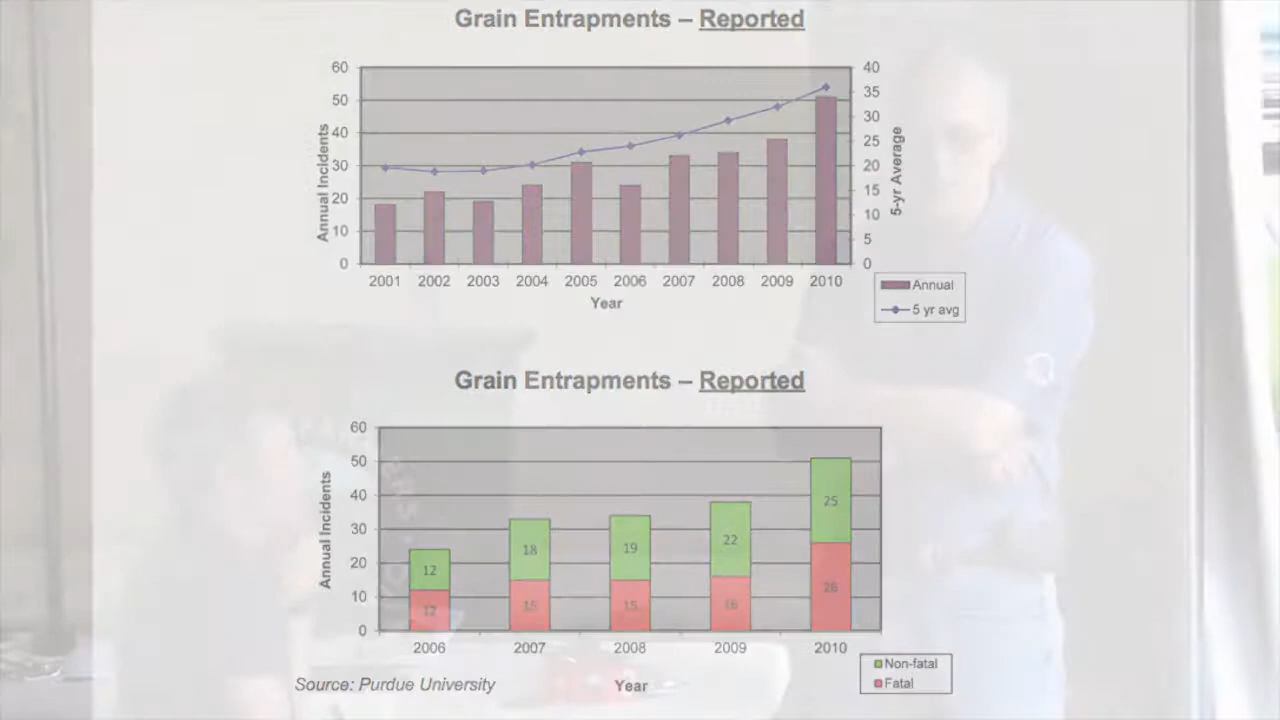 Grain Entrapments – Reported
60
50
40
30
20
10
0
Annual Incidents
40
35
30
25
20
15
10
5
0
5-yr Average
2001 2002 2003 2004 2005 2006 2007 2008 2009 2010
Year
Annual
5 yr avg
Grain Entrapments – Reported
60
50
40
30
20
10
0
Annual Incidents
12 18 19 22 25
12 15 15 16 26
2006 2007 2008 2009 2010
Year
Non-fatal
Fatal
Source: Purdue University